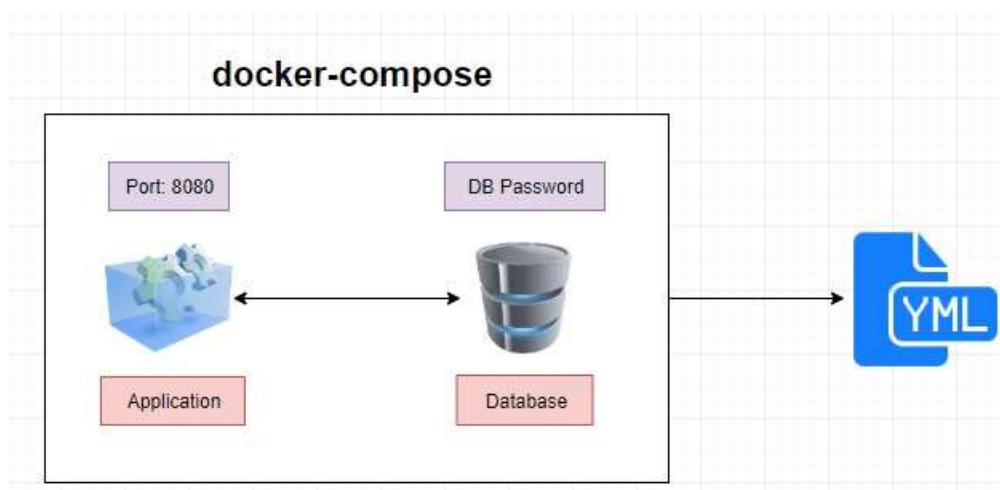 docker-compose
Port: 8080
DB Password
YML
Application
Database